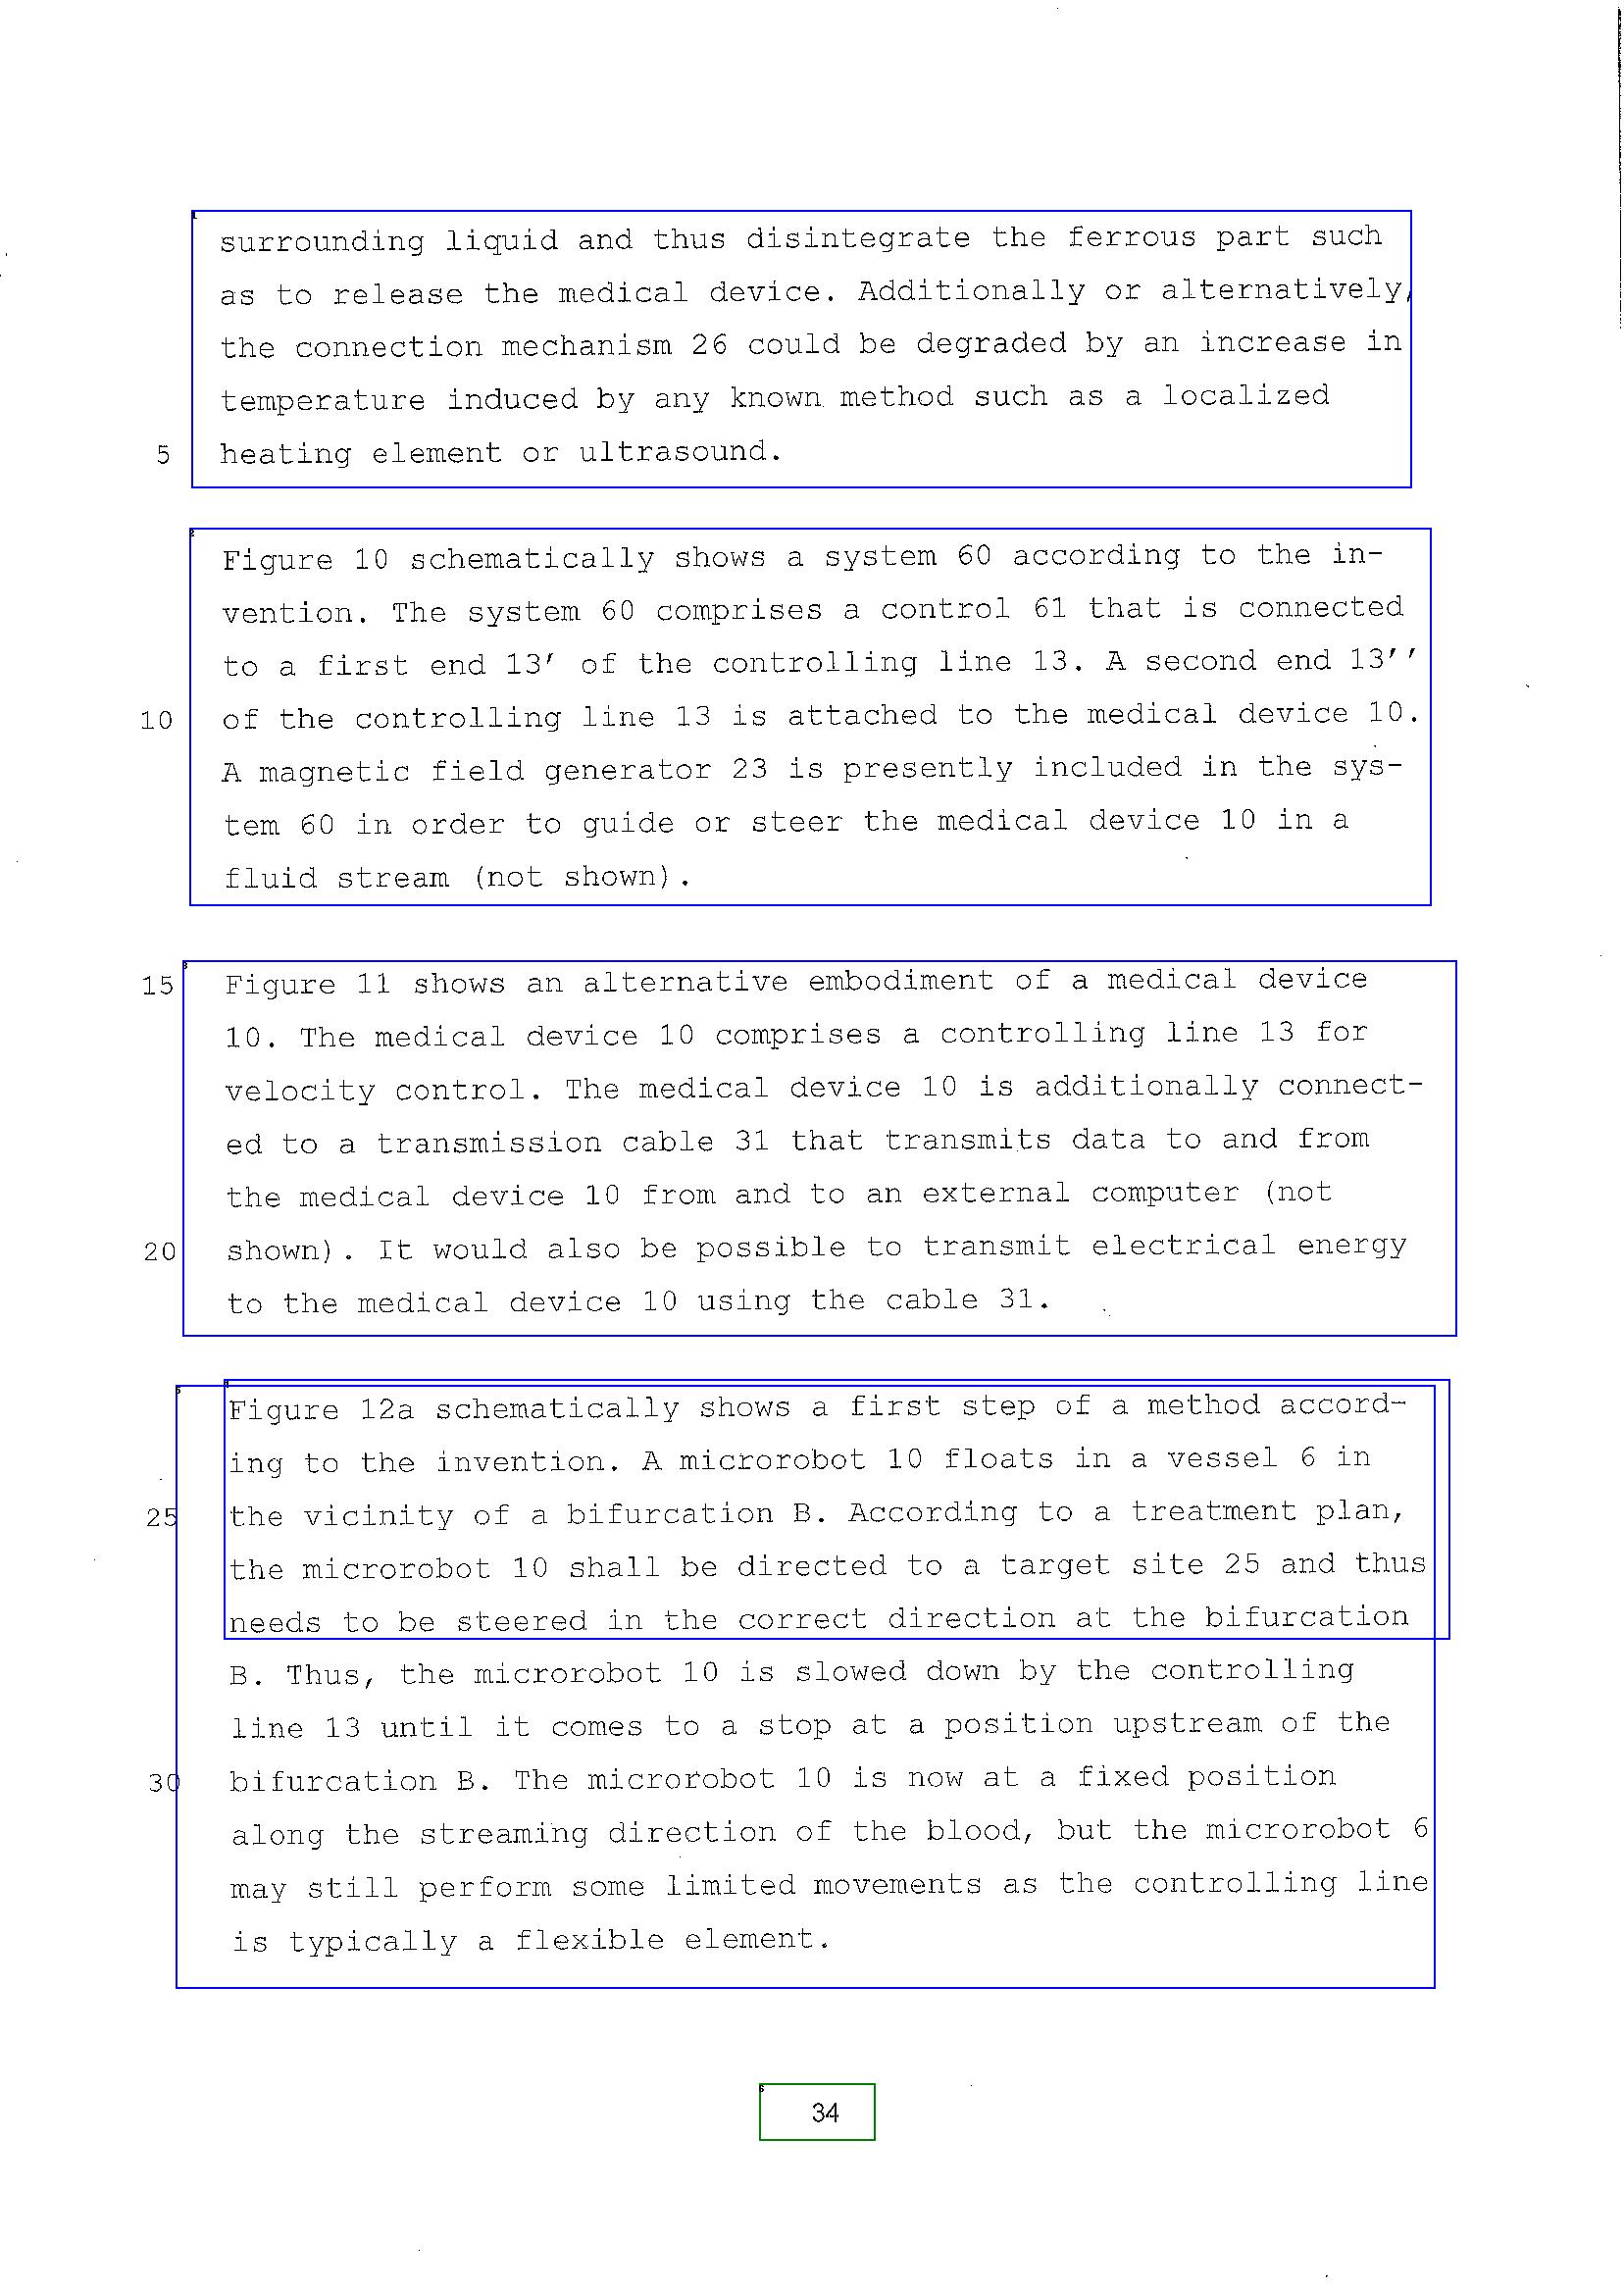 surrounding liquid and thus disintegrate the ferrous part such
as to release the medical device. Additionally or alternatively,
the connection mechanism 26 could be degraded by an increase in
temperature induced by any known method such as a localized
5 heating element or ultrasound.
Figure 10 schematically shows a system 60 according to the in-
vention. The system 60 comprises a control 61 that is connected
to a first end 13' of the controlling line 13. A second end 13''
10 of the controlling line 13 is attached to the medical device 10.
A magnetic field generator 23 is presently included in the sys-
tem 60 in order to guide or steer the medical device 10 in a
fluid stream (not shown).
15 Figure 11 shows an alternative embodiment of a medical device
10. The medical device 10 comprises a controlling line 13 for
velocity control. The medical device 10 is additionally connect-
ed to a transmission cable 31 that transmits data to and from
the medical device 10 from and to an external computer (not
20 shown). It would also be possible to transmit electrical energy
to the medical device 10 using the cable 31.
Figure 12a schematically shows a first step of a method accord-
ing to the invention. A microrobot 10 floats in a vessel 6 in
25 the vicinity of a bifurcation B. According to a treatment plan,
the microrobot 10 shall be directed to a target site 25 and thus
needs to be steered in the correct direction at the bifurcation
B. Thus, the microrobot 10 is slowed down by the controlling
line 13 until it comes to a stop at a position upstream of the
30 bifurcation B. The microrobot 10 is now at a fixed position
along the streaming direction of the blood, but the microrobot 6
may still perform some limited movements as the controlling line
is typically a flexible element.
34